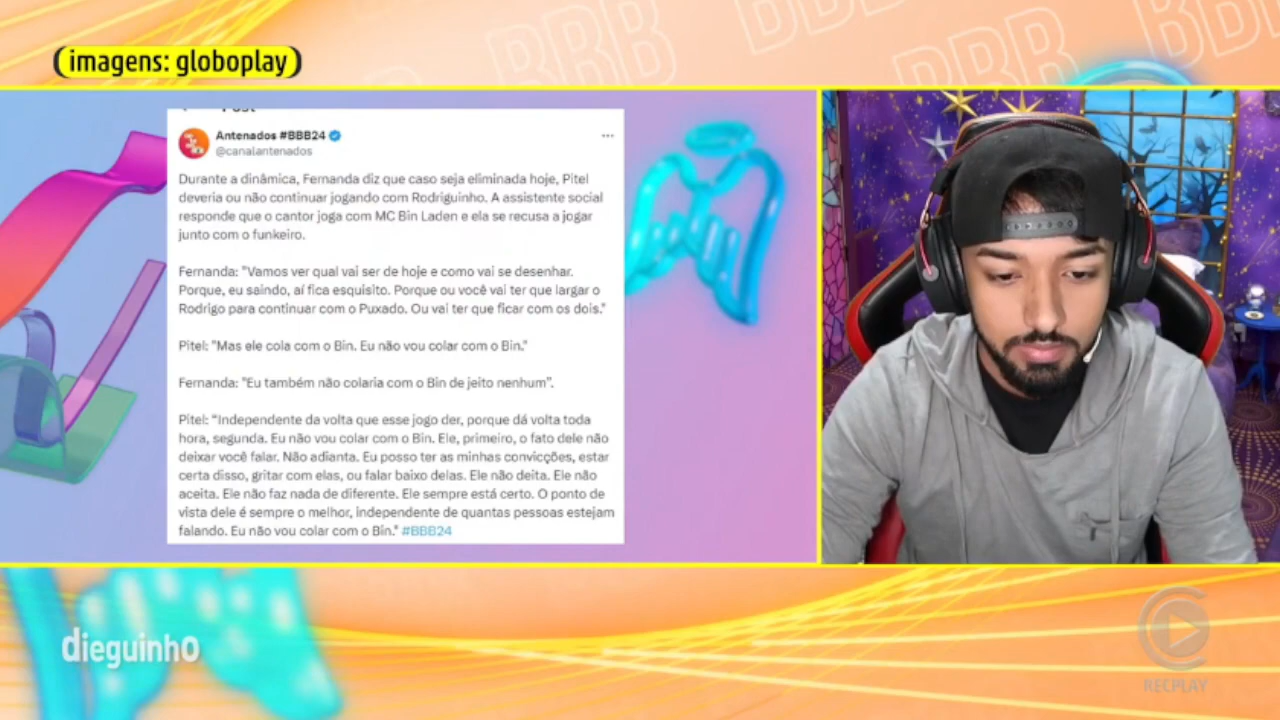 BBB
BBB
BBB
BBB
imagens: globoplay
Post
Antenados #BBB24
@canalantenados
Durante a dinâmica, Fernanda diz que caso seja eliminada hoje, Pitel
deveria ou não continuar jogando com Rodriguinho. A assistente social
responde que o cantor joga com MC Bin Laden e ela se recusa a jogar
junto com o funkeiro.
Fernanda: "Vamos ver qual vai ser de hoje e como vai se desenhar.
Porque, eu saindo, aí fica esquisito. Porque ou você vai ter que largar o
Rodrigo para continuar com o Puxado. Ou vai ter que ficar com os dois."
Pitel: "Mas ele cola com o Bin. Eu não vou colar com o Bin."
Fernanda: "Eu também não colaria com o Bin de jeito nenhum”.
Pitel: “Independente da volta que esse jogo der, porque dá volta toda
hora, segunda. Eu não vou colar com o Bin. Ele, primeiro, o fato dele não
deixar você falar. Não adianta. Eu posso ter as minhas convicções, estar
certa disso, gritar com elas, ou falar baixo delas. Ele não deita. Ele não
aceita. Ele não faz nada de diferente. Ele sempre está certo. O ponto de
vista dele é sempre o melhor, independente de quantas pessoas estejam
falando. Eu não vou colar com o Bin." #BBB24
dieguinho
RECPLAY